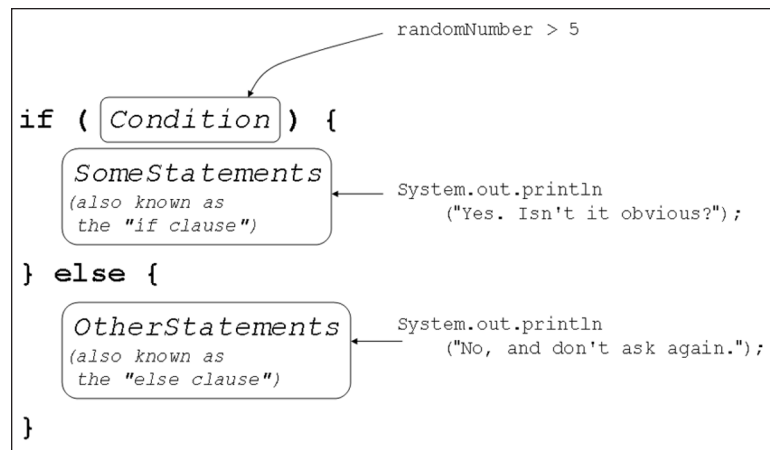 randomNumber > 5
if ( Condition ) {
SomeStatements
(also known as
the "if clause")
System.out.println
("Yes. Isn't it obvious?");
} else {
OtherStatements
(also known as
the "else clause")
System.out.println
("No, and don't ask again.");
}